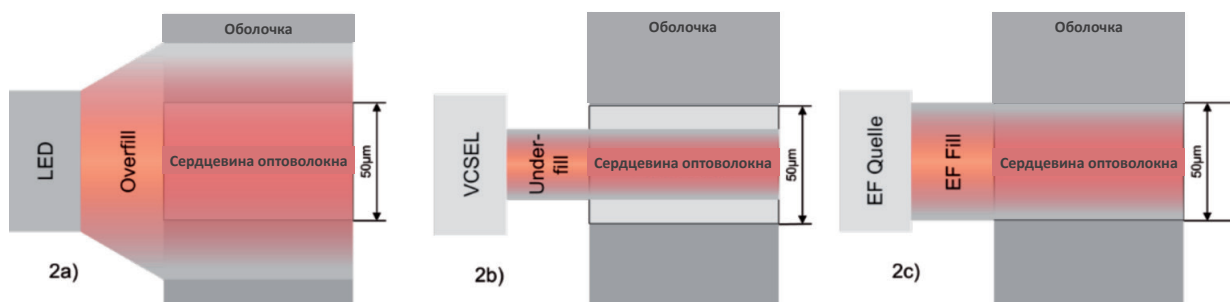 Оболочка
LED
Overfill
Сердцевина оптоволокна
50µm
2a)
Оболочка
VCSEL
Under-
fill
Сердцевина оптоволокна
50µm
2b)
Оболочка
EF Quelle
EF Fill
Сердцевина оптоволокна
50µm
2c)